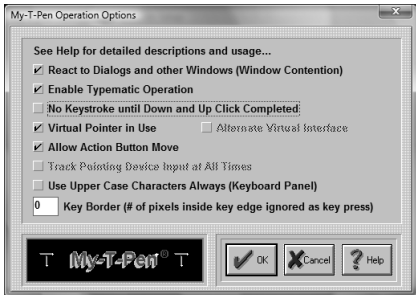 My-T-Pen Operation Options
See Help for detailed descriptions and usage...
React to Dialogs and other Windows (Window Contention)
Enable Typematic Operation
No Keystroke until Down and Up Click Completed
Virtual Pointer in Use Alternate Virtual Interface
Allow Action Button Move
Track Pointing Device Input at All Times
Use Upper Case Characters Always (Keyboard Panel)
0 Key Border (# of pixels inside key edge ignored as key press)
T My-T-Pen® T OK Cancel ? Help